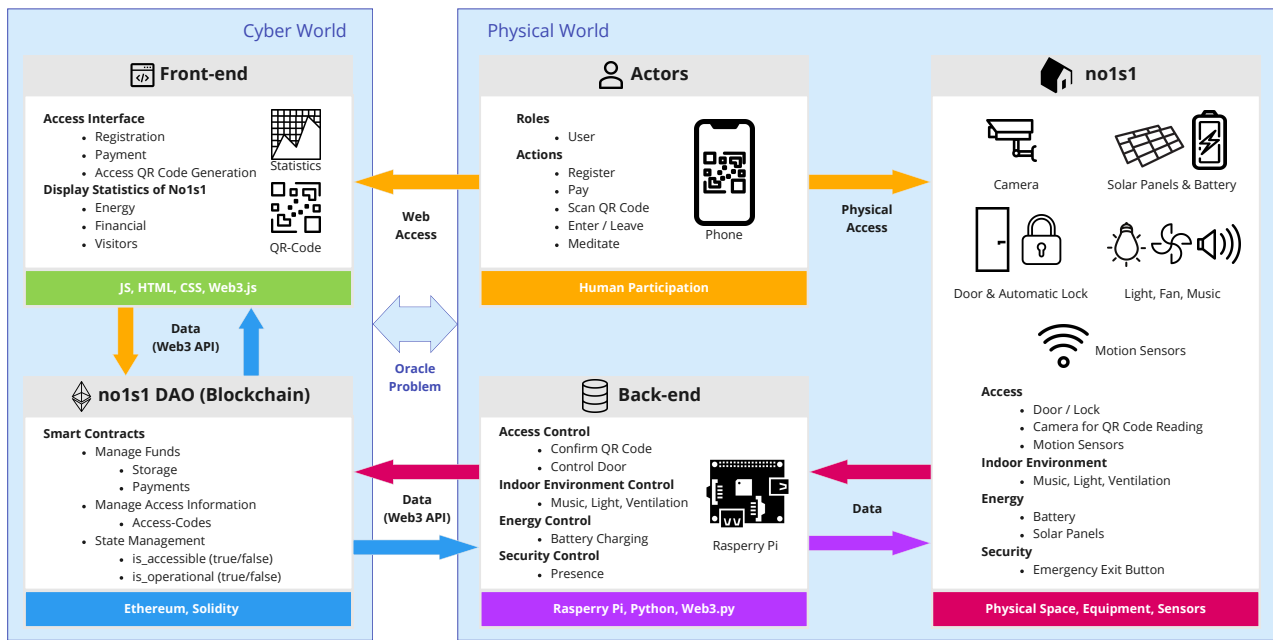 Cyber World
Front-end
Access Interface
Registration
Payment
Access QR Code Generation
Display Statistics of No1s1
Energy
Financial
Visitors
Statistics
QR-Code
JS, HTML, CSS, Web3.js
Data
(Web3 API)
no1s1 DAO (Blockchain)
Smart Contracts
Manage Funds
Storage
Payments
Manage Access Information
Access-Codes
State Management
is_accessible (true/false)
is_operational (true/false)
Ethereum, Solidity
Web
Access
Oracle
Problem
Data
(Web3 API)
Physical World
Actors
Roles
User
Actions
Register
Pay
Scan QR Code
Enter / Leave
Meditate
Phone
Human Participation
Back-end
Access Control
Confirm QR Code
Control Door
Indoor Environment Control
Music, Light, Ventilation
Energy Control
Battery Charging
Security Control
Presence
Rasperry Pi
Rasperry Pi, Python, Web3.py
Physical
Access
Data
no1s1
Camera
Solar Panels & Battery
Door & Automatic Lock
Light, Fan, Music
Motion Sensors
Access
Door / Lock
Camera for QR Code Reading
Motion Sensors
Indoor Environment
Music, Light, Ventilation
Energy
Battery
Solar Panels
Security
Emergency Exit Button
Physical Space, Equipment, Sensors